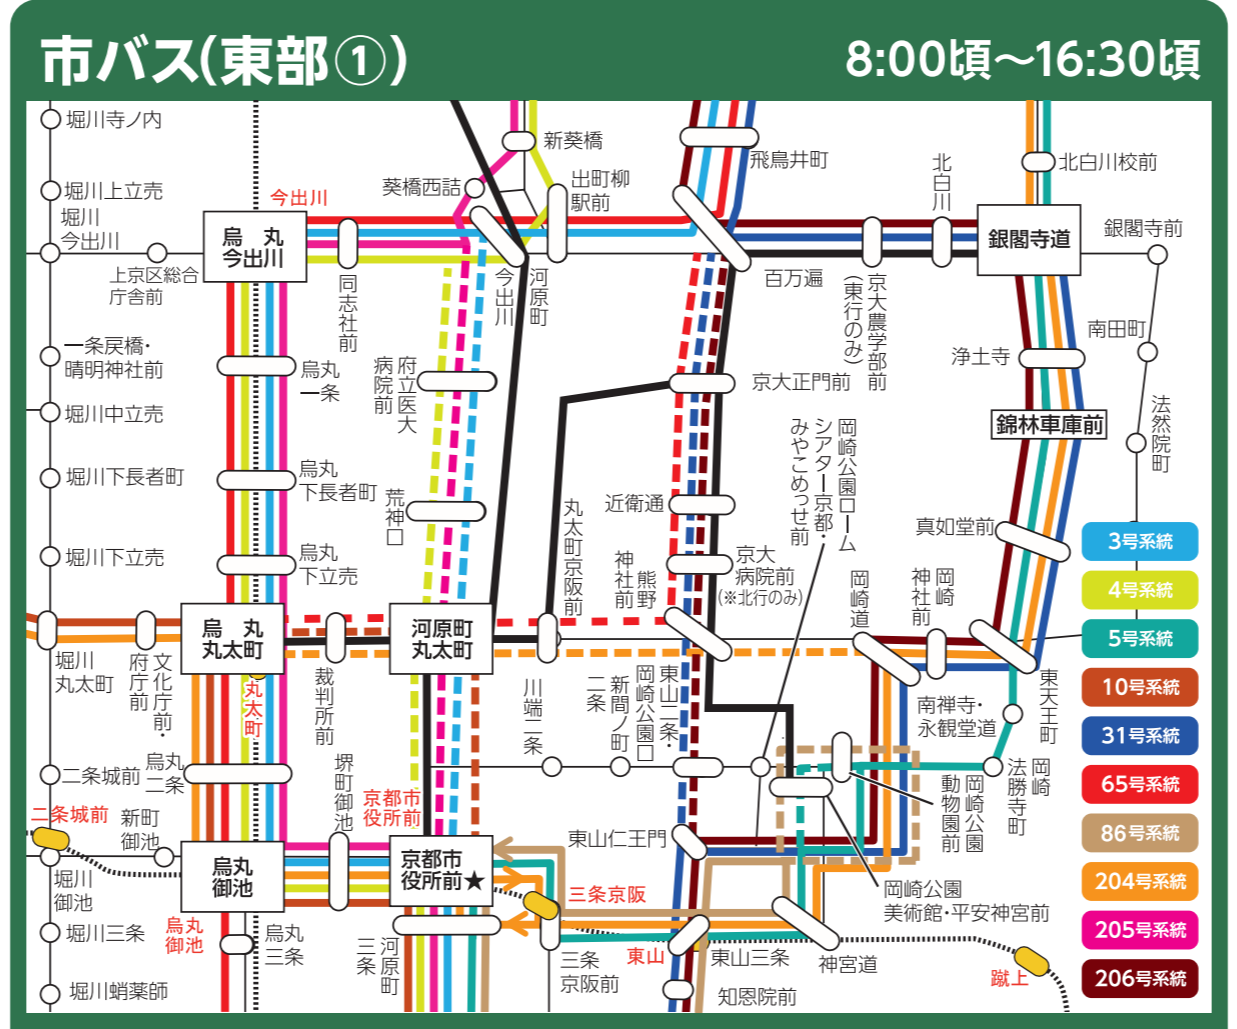 市バス(東部①)
8:00頃〜16:30頃
堀川寺ノ内
堀川上立売
堀川
今出川
上京区総合
庁舎前
今出川
烏 丸
今出川
同志社前
葵橋西詰
新葵橋
出町柳
駅前
河原町
今出川
飛鳥井町
百万遍
京大農学部前
(東行のみ)
北白川
北白川校前
銀閣寺道
銀閣寺前
南田町
浄土寺
法然院町
錦林車庫前
一条戻橋・
晴明神社前
堀川中立売
堀川下長者町
堀川下立売
烏丸
一条
烏丸
下長者町
烏丸
下立売
府立医大
病院前
荒神口
京大正門前
近衛通
京大
病院前
(※北行のみ)
熊野
神社前
丸太町京阪前
岡崎公園ローム
シアター京都・
みやこめっせ前
真如堂前
岡崎道
岡崎
神社前
東天王町
南禅寺・
永観堂道
岡崎
法勝寺町
堀川
丸太町
文化庁前・
府庁前
烏 丸
丸太町
丸太町
裁判所前
河原町
丸太町
川端二条
新間ノ町
二条
東山二条・
岡崎公園口
二条城前
烏丸
二条
二条城前
新町
御池
堺町御池
京都市
役所前
京都市
役所前★
烏丸
御池
烏丸
御池
堀川
御池
堀川三条
堀川蛸薬師
烏丸
三条
河原町
三条
三条京阪
三条
京阪前
東山仁王門
東山
東山三条
知恩院前
神宮道
岡崎公園
動物園前
岡崎公園
美術館・平安神宮前
蹴上
3号系統
4号系統
5号系統
10号系統
31号系統
65号系統
86号系統
204号系統
205号系統
206号系統